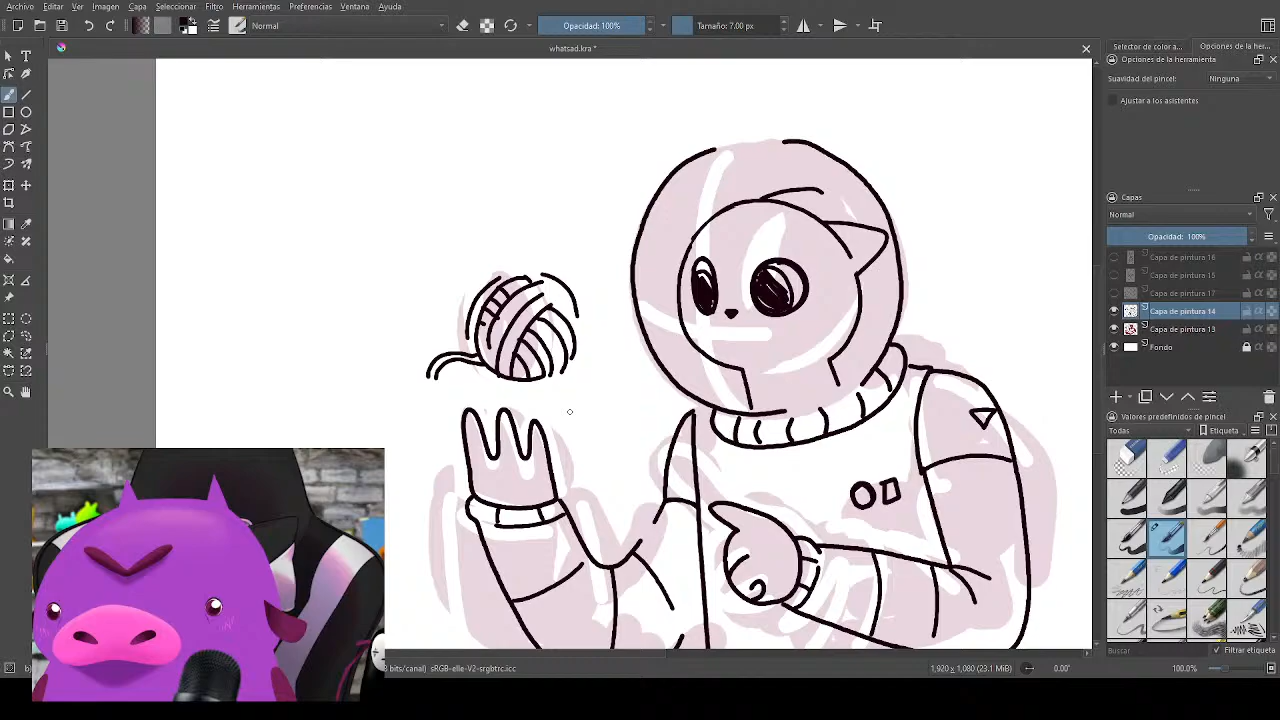 Archivo Editar Ver Imagen Capa Seleccionar Filtro Herramientas Preferencias Ventana Ayuda
Normal Opacidad: 100% Tamaño: 7.00 px
whatsad.kra *
Selector de color a... Opciones de la her...
Opciones de la herramienta
Suavidad del pincel: Ninguna
Ajustar a los asistentes
Capas
Normal
Opacidad: 100%
Capa de pintura 16
Capa de pintura 15
Capa de pintura 17
Capa de pintura 14
Capa de pintura 13
Fondo
Valores predefinidos de pincel
Todas Etiqueta
Buscar Filtrar etiqueta
bits/canal) sRGB-elle-V2-srgbtrc.icc 1,920 x 1,080 (23.1 MiB) 0.00° 100.0%